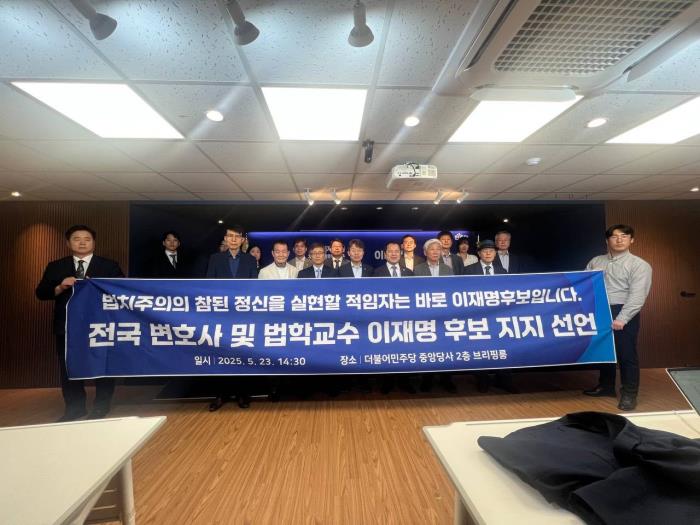 이
법치주의의 참된 정신을 실현할 적임자는 바로 이재명후보입니다.
전국 변호사 및 법학교수 이재명 후보 지지 선언
일시 | 2025. 5. 23. 14:30 장소 | 더불어민주당 중앙당사 2층 브리핑룸